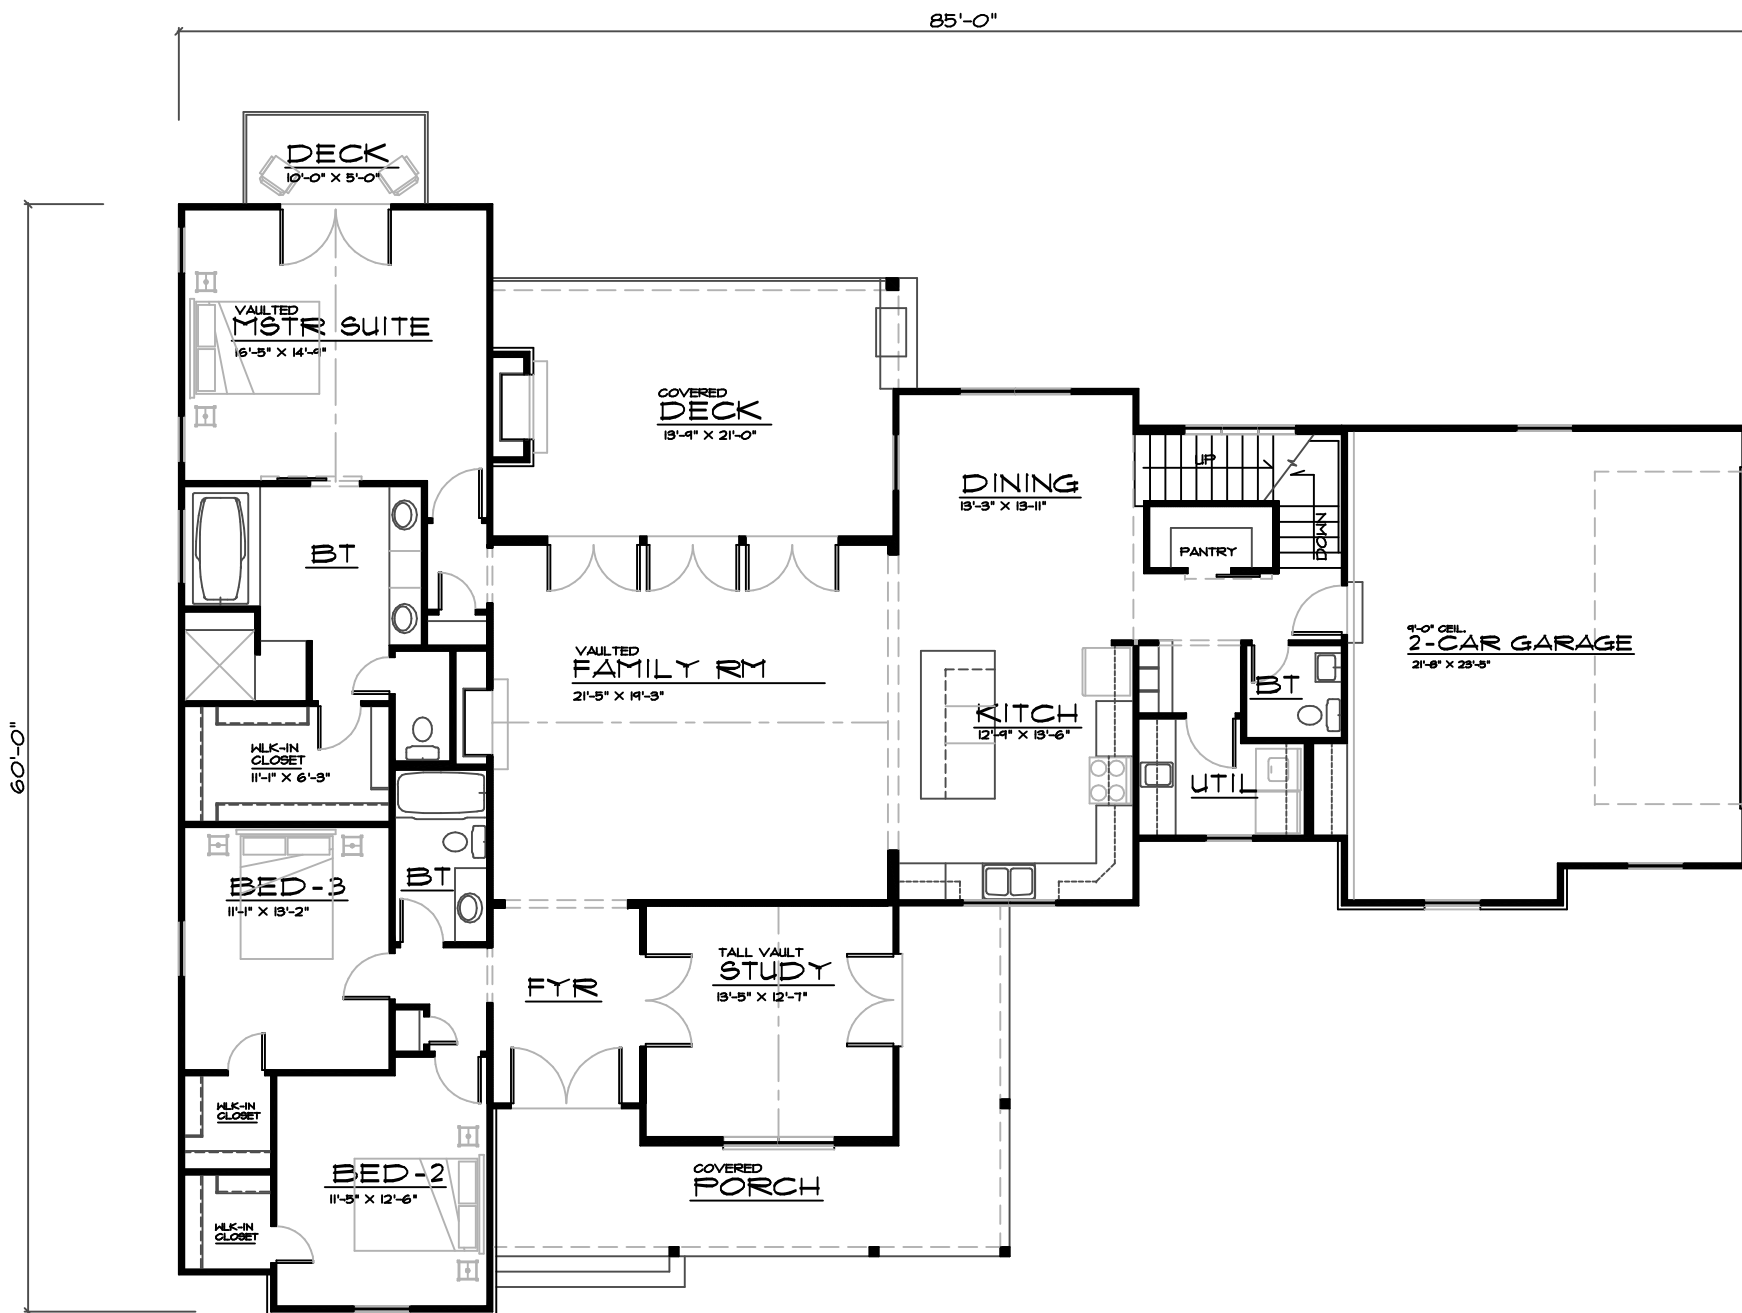 85'-0"
DECK
10'-0" X 5'-0"
VAULTED
MSTR SUITE
16'-5" X 14'-9"
COVERED
DECK
13'-9" X 21'-0"
DINING
13'-3" X 13'-11"
UP
DOWN
PANTRY
BT
VAULTED
FAMILY RM
21'-5" X 19'-3"
9'-0" CEIL.
2-CAR GARAGE
21'-8" X 23'-5"
BT
KITCH
12'-9" X 13'-6"
WLK-IN
CLOSET
11'-1" X 6'-3"
60'-0"
UTIL
BED-3
11'-1" X 13'-2"
BT
FYR
TALL VAULT
STUDY
13'-5" X 12'-7"
WLK-IN
CLOSET
BED-2
11'-5" X 12'-6"
COVERED
PORCH
WLK-IN
CLOSET